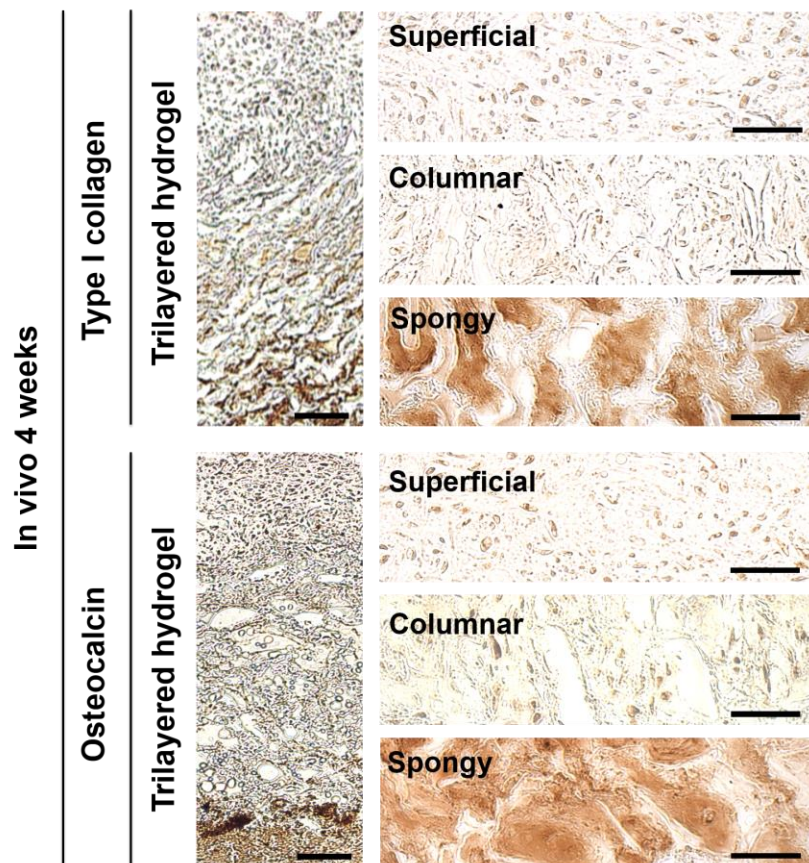 In vivo 4 weeks
Type I collagen
Trilayered hydrogel
Superficial
Columnar
Spongy
Osteocalcin
Trilayered hydrogel
Superficial
Columnar
Spongy